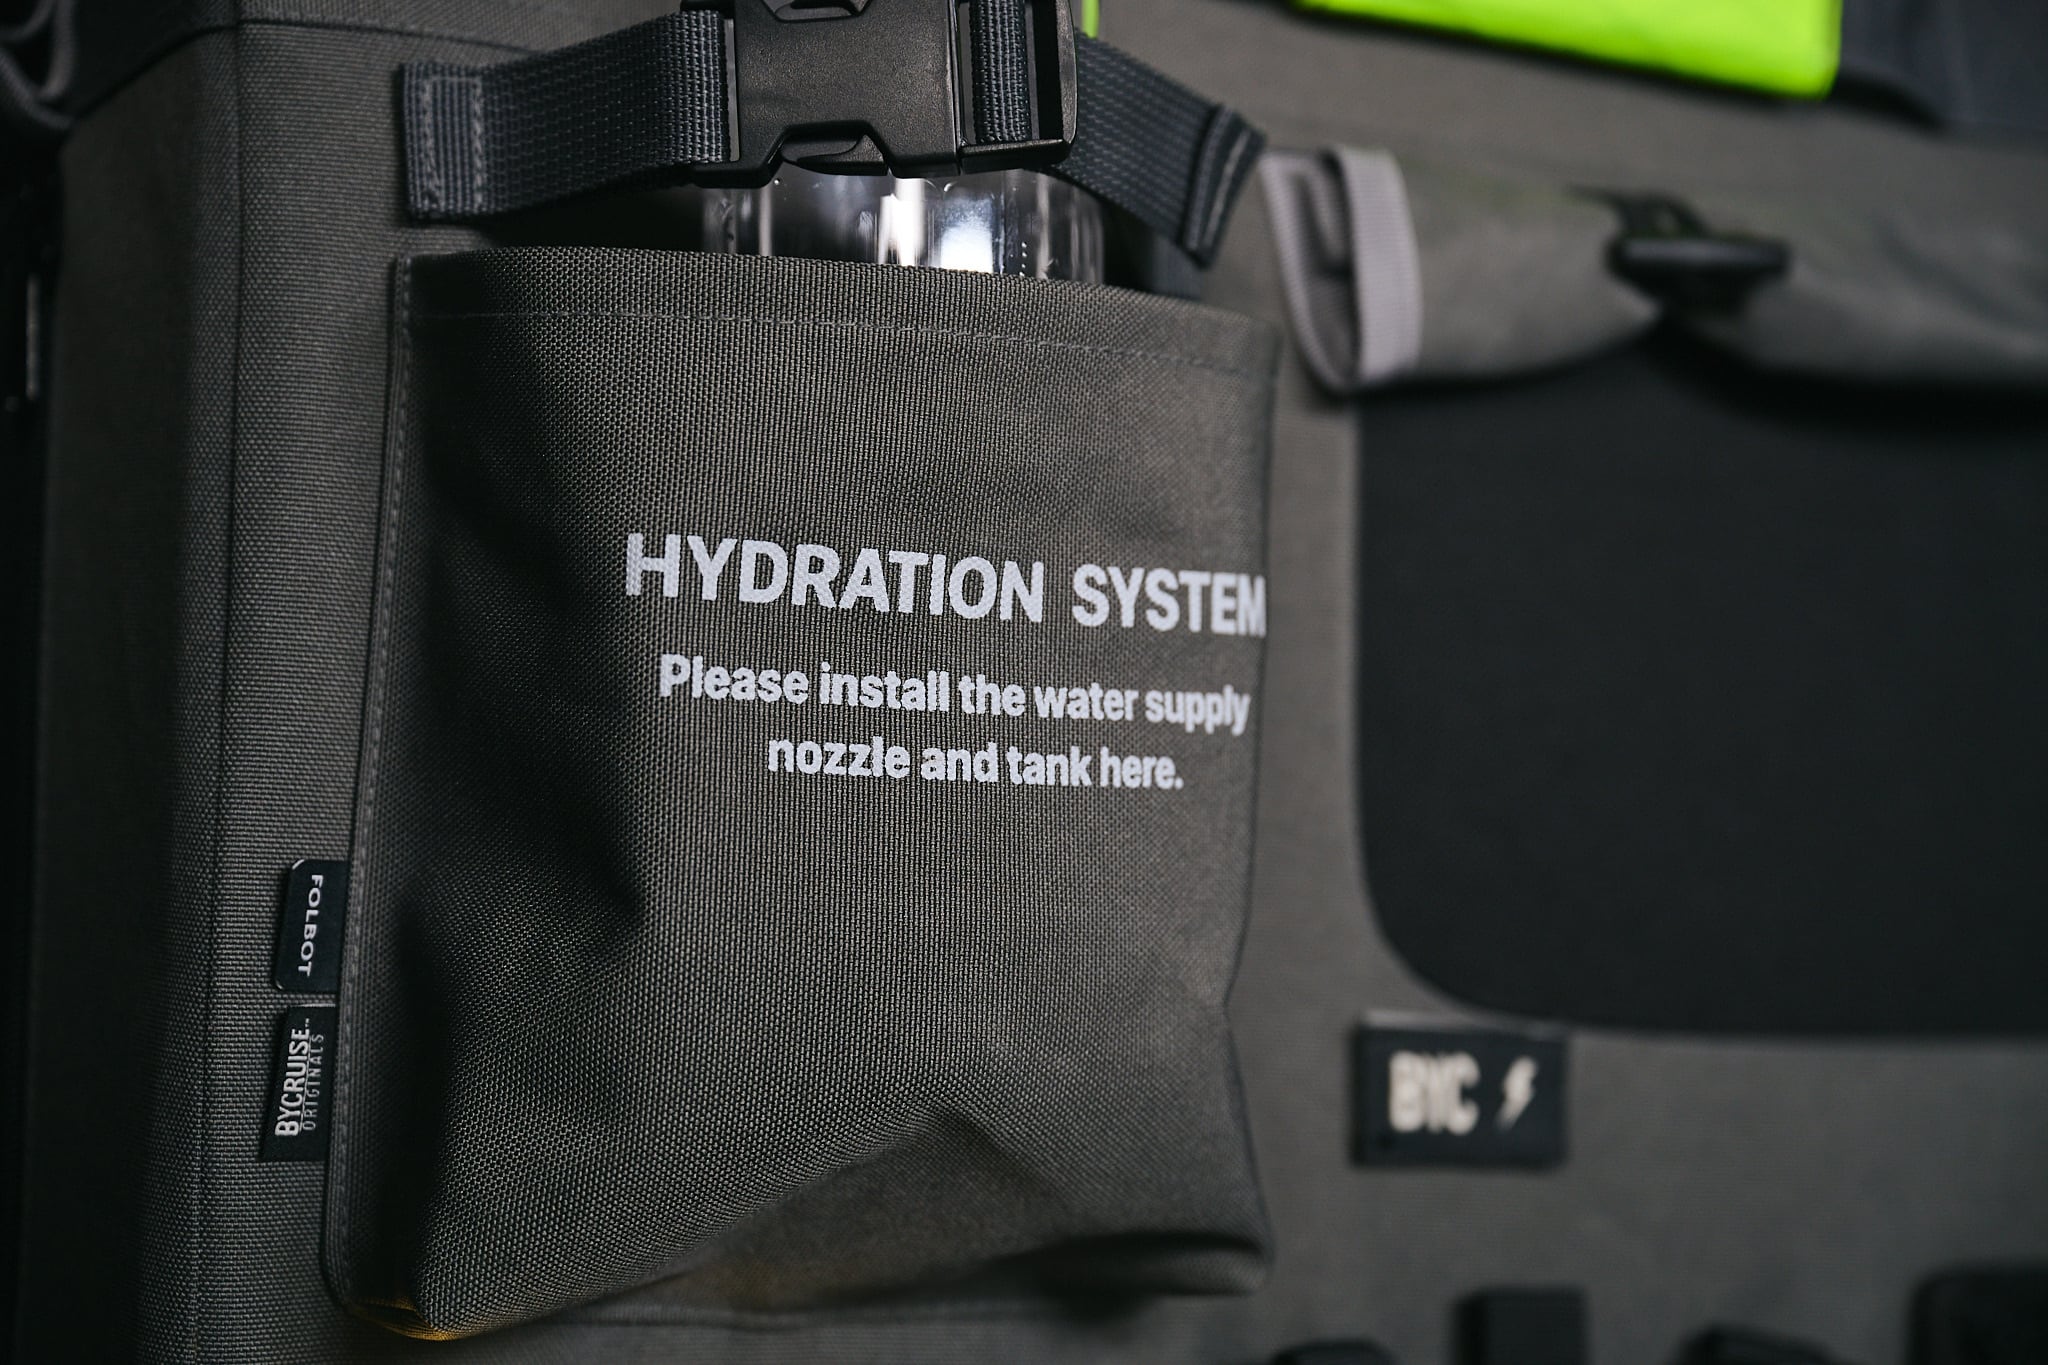 HYDRATION SYSTEM
Please install the water supply
nozzle and tank here.
FOLBOT
BYCRUISE..
ORIGINALS
BYC